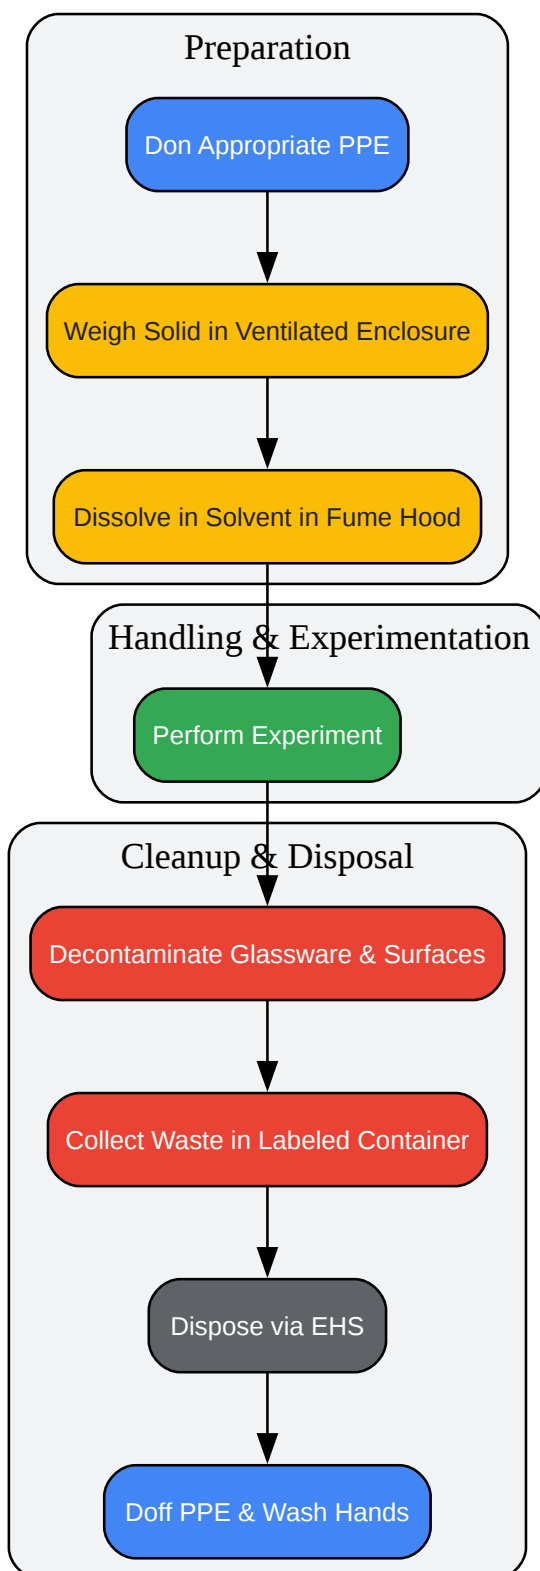 Preparation
Don Appropriate PPE
Weigh Solid in Ventilated Enclosure
Dissolve in Solvent in Fume Hood
Handling & Experimentation
Perform Experiment
Cleanup & Disposal
Decontaminate Glassware & Surfaces
Collect Waste in Labeled Container
Dispose via EHS
Doff PPE & Wash Hands